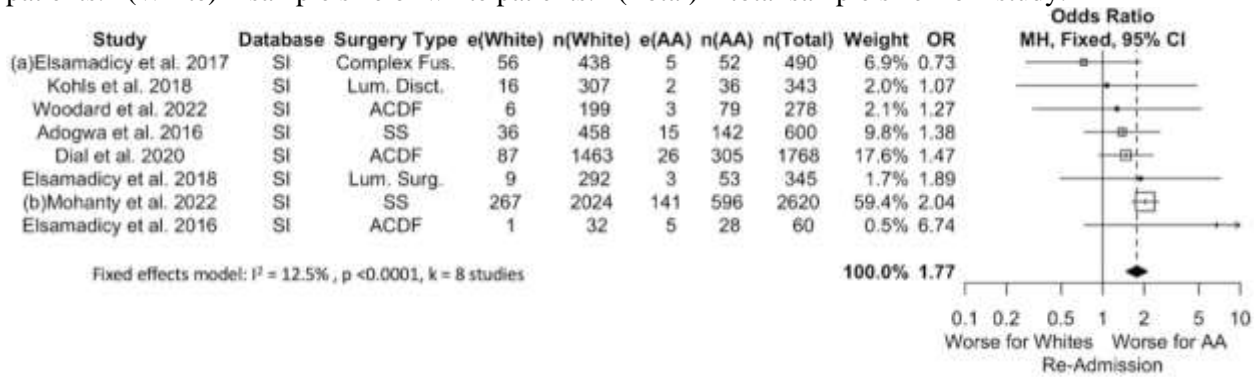 Odds Ratio
Study Database Surgery Type e(White) n(White) e(AA) n(AA) n(Total) Weight OR MH, Fixed, 95% CI
(a)Elsamadicy et al. 2017 SI Complex Fus. 56 438 5 52 490 6.9% 0.73
Kohls et al. 2018 SI Lum. Disct. 16 307 2 36 343 2.0% 1.07
Woodard et al. 2022 SI ACDF 6 199 3 79 278 2.1% 1.27
Adogwa et al. 2016 SI SS 36 458 15 142 600 9.8% 1.38
Dial et al. 2020 SI ACDF 87 1463 26 305 1768 17.6% 1.47
Elsamadicy et al. 2018 SI Lum. Surg. 9 292 3 53 345 1.7% 1.89
(b)Mohanty et al. 2022 SI SS 267 2024 141 596 2620 59.4% 2.04
Elsamadicy et al. 2016 SI ACDF 1 32 5 28 60 0.5% 6.74
Fixed effects model: I² = 12.5% , p <0.0001, k = 8 studies 100.0% 1.77
0.1 0.2 0.5 1 2 5 10
Worse for Whites Worse for AA
Re-Admission